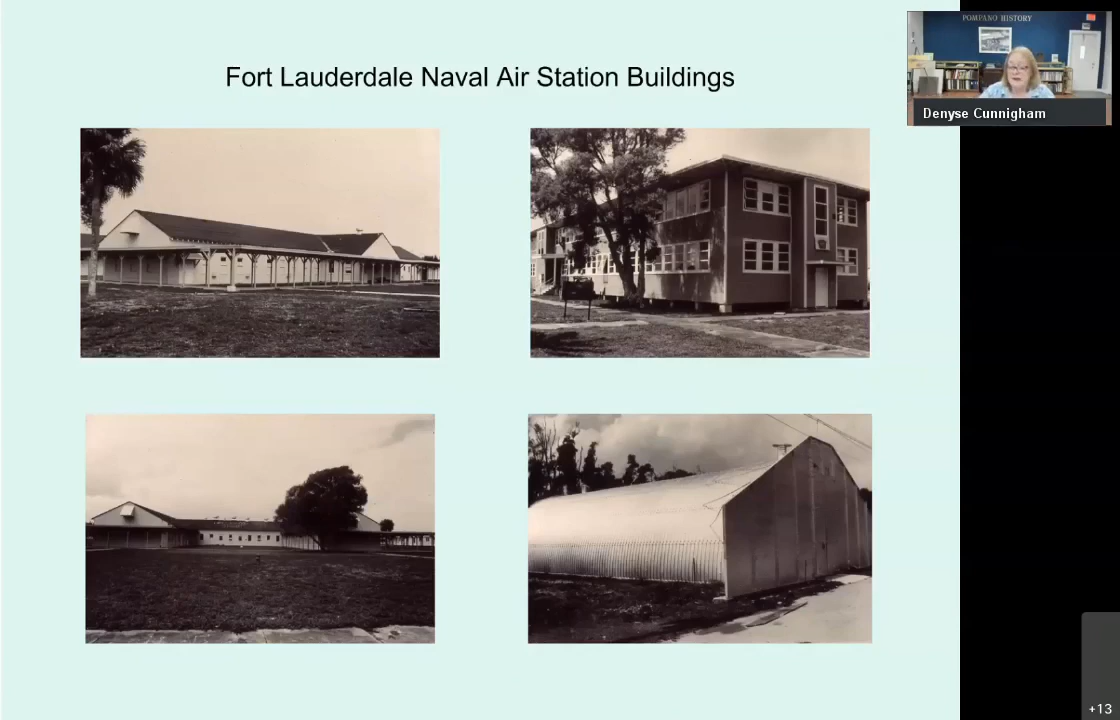 Fort Lauderdale Naval Air Station Buildings
POMPANO HISTORY
Denyse Cunnigham
+13